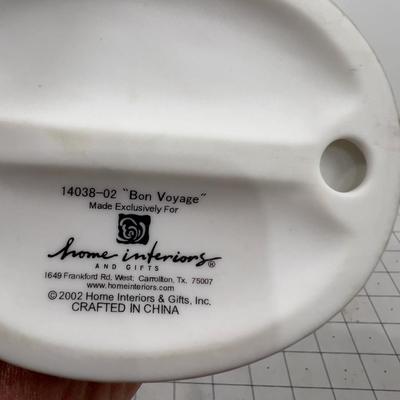 14038-02 "Bon Voyage"
Made Exclusively For
home interiors®
AND GIFTS
1649 Frankford Rd. West; Carrollton, Tx. 75007
www.homeinteriors.com
© 2002 Home Interiors & Gifts, Inc.
CRAFTED IN CHINA